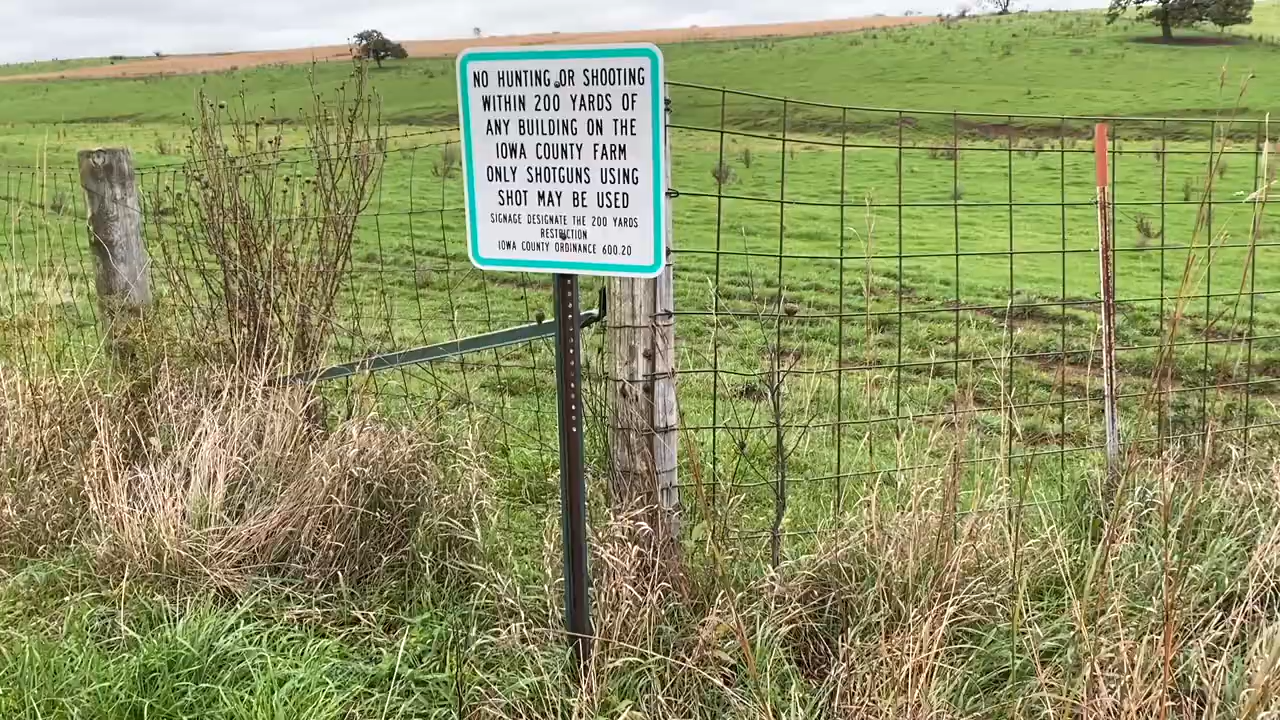 NO HUNTING OR SHOOTING
WITHIN 200 YARDS OF
ANY BUILDING ON THE
IOWA COUNTY FARM
ONLY SHOTGUNS USING
SHOT MAY BE USED
SIGNAGE DESIGNATE THE 200 YARDS
RESTRICTION
IOWA COUNTY ORDINANCE 600.20